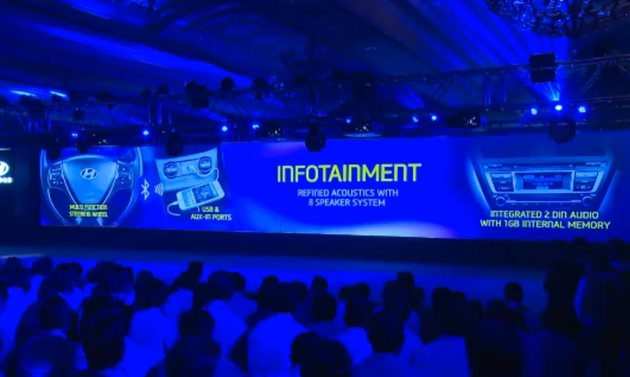 MULTI FUNCTION
STEERING WHEEL
1 USB &
AUX-IN PORTS
INFOTAINMENT
REFINED ACOUSTICS WITH
8 SPEAKER SYSTEM
INTEGRATED 2 DIN AUDIO
WITH 1GB INTERNAL MEMORY